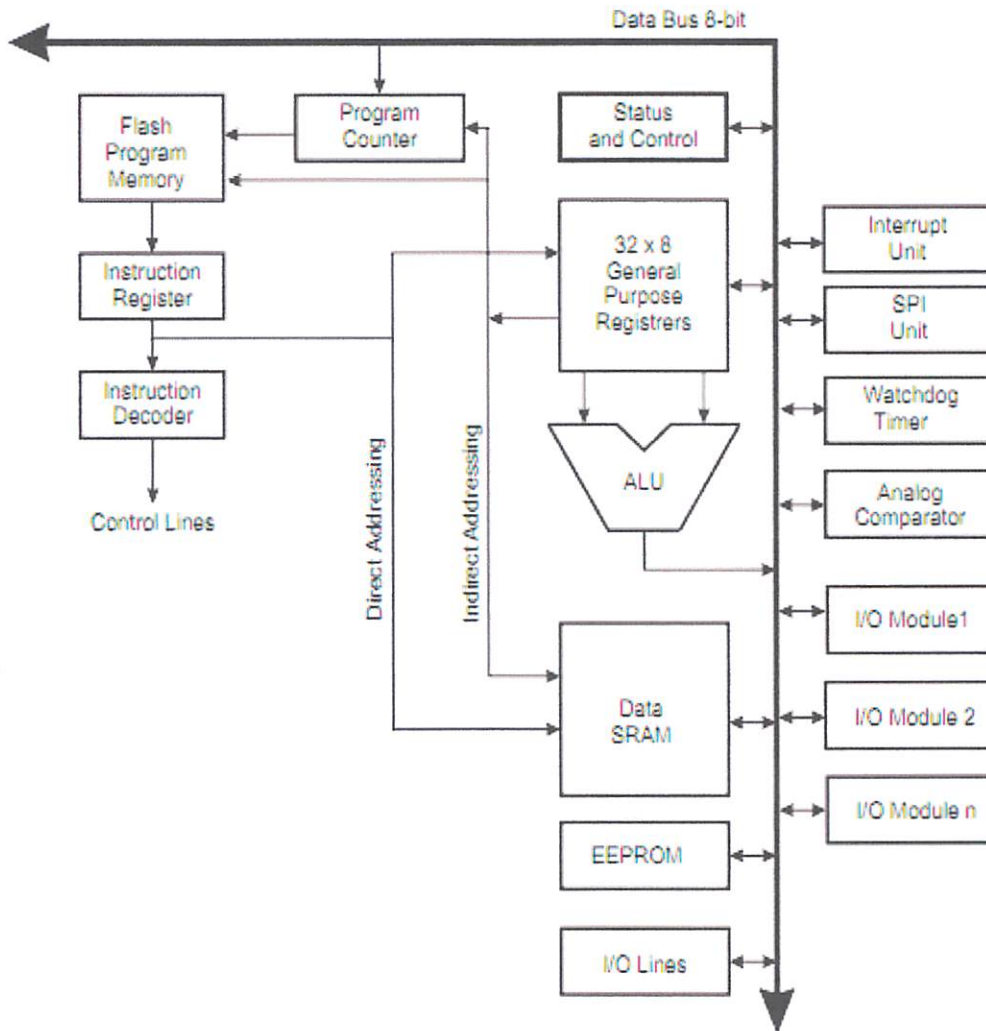 Data Bus 8-bit
Flash
Program
Memory
Program
Counter
Status
and Control
32 x 8
General
Purpose
Registrers
Interrupt
Unit
Instruction
Register
SPI
Unit
Instruction
Decoder
Watchdog
Timer
ALU
Analog
Comparator
Control Lines
Direct Addressing
Indirect Addressing
I/O Module1
Data
SRAM
I/O Module 2
I/O Module n
EEPROM
I/O Lines